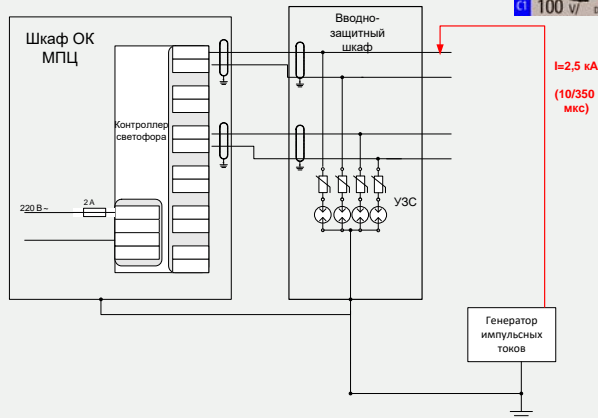 C1 100 V/
Шкаф ОК
МПЦ
Вводно-
защитный
шкаф
I=2,5 кА
(10/350
мкс)
Контроллер
светофора
2 А
220 В~
УЗС
Генератор
импульсных
токов